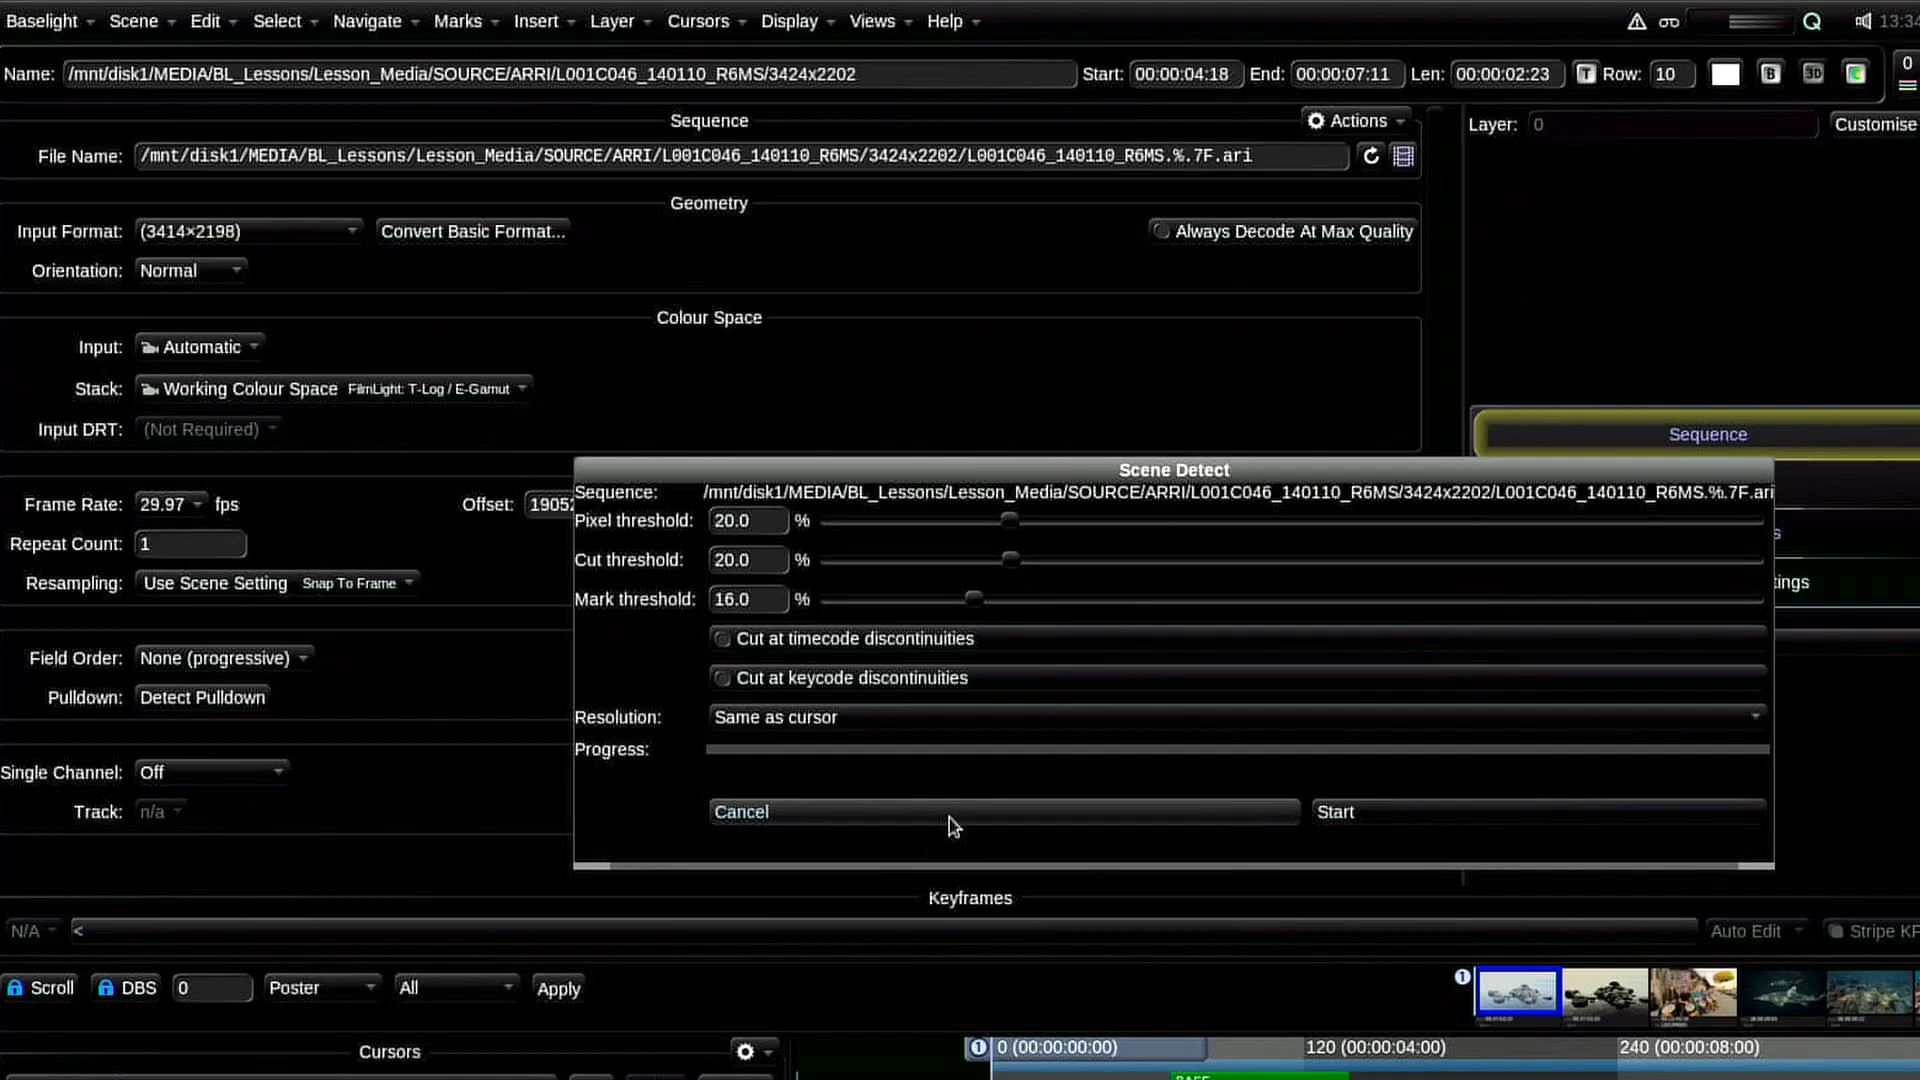 Baselight Scene Edit Select Navigate Marks Insert Layer Cursors Display Views Help
Name: /mnt/disk1/MEDIA/BL_Lessons/Lesson_Media/SOURCE/ARRI/L001C046_140110_R6MS/3424x2202 Start: 00:00:04:18 End: 00:00:07:11 Len: 00:00:02:23 T Row: 10 B 3D C 0
Sequence
Actions
Layer: 0 Customise
File Name: /mnt/disk1/MEDIA/BL_Lessons/Lesson_Media/SOURCE/ARRI/L001C046_140110_R6MS/3424x2202/L001C046_140110_R6MS.%.7F.ari
Geometry
Input Format: (3414×2198) Convert Basic Format... Always Decode At Max Quality
Orientation: Normal
Colour Space
Input: Automatic
Stack: Working Colour Space FilmLight: T-Log / E-Gamut
Input DRT: (Not Required)
Sequence
Scene Detect
Sequence: /mnt/disk1/MEDIA/BL_Lessons/Lesson_Media/SOURCE/ARRI/L001C046_140110_R6MS/3424x2202/L001C046_140110_R6MS.%.7F.ari
Frame Rate: 29.97 fps Offset: 19052
Pixel threshold: 20.0 %
Repeat Count: 1
Cut threshold: 20.0 %
Resampling: Use Scene Setting Snap To Frame
Mark threshold: 16.0 %
Cut at timecode discontinuities
Field Order: None (progressive)
Cut at keycode discontinuities
Pulldown: Detect Pulldown
Resolution: Same as cursor
Progress:
Single Channel: Off
Track: n/a
Cancel Start
Keyframes
N/A < Auto Edit Stripe KF
Scroll DBS 0 Poster All Apply
1
Cursors
1 0 (00:00:00:00) 120 (00:00:04:00) 240 (00:00:08:00)